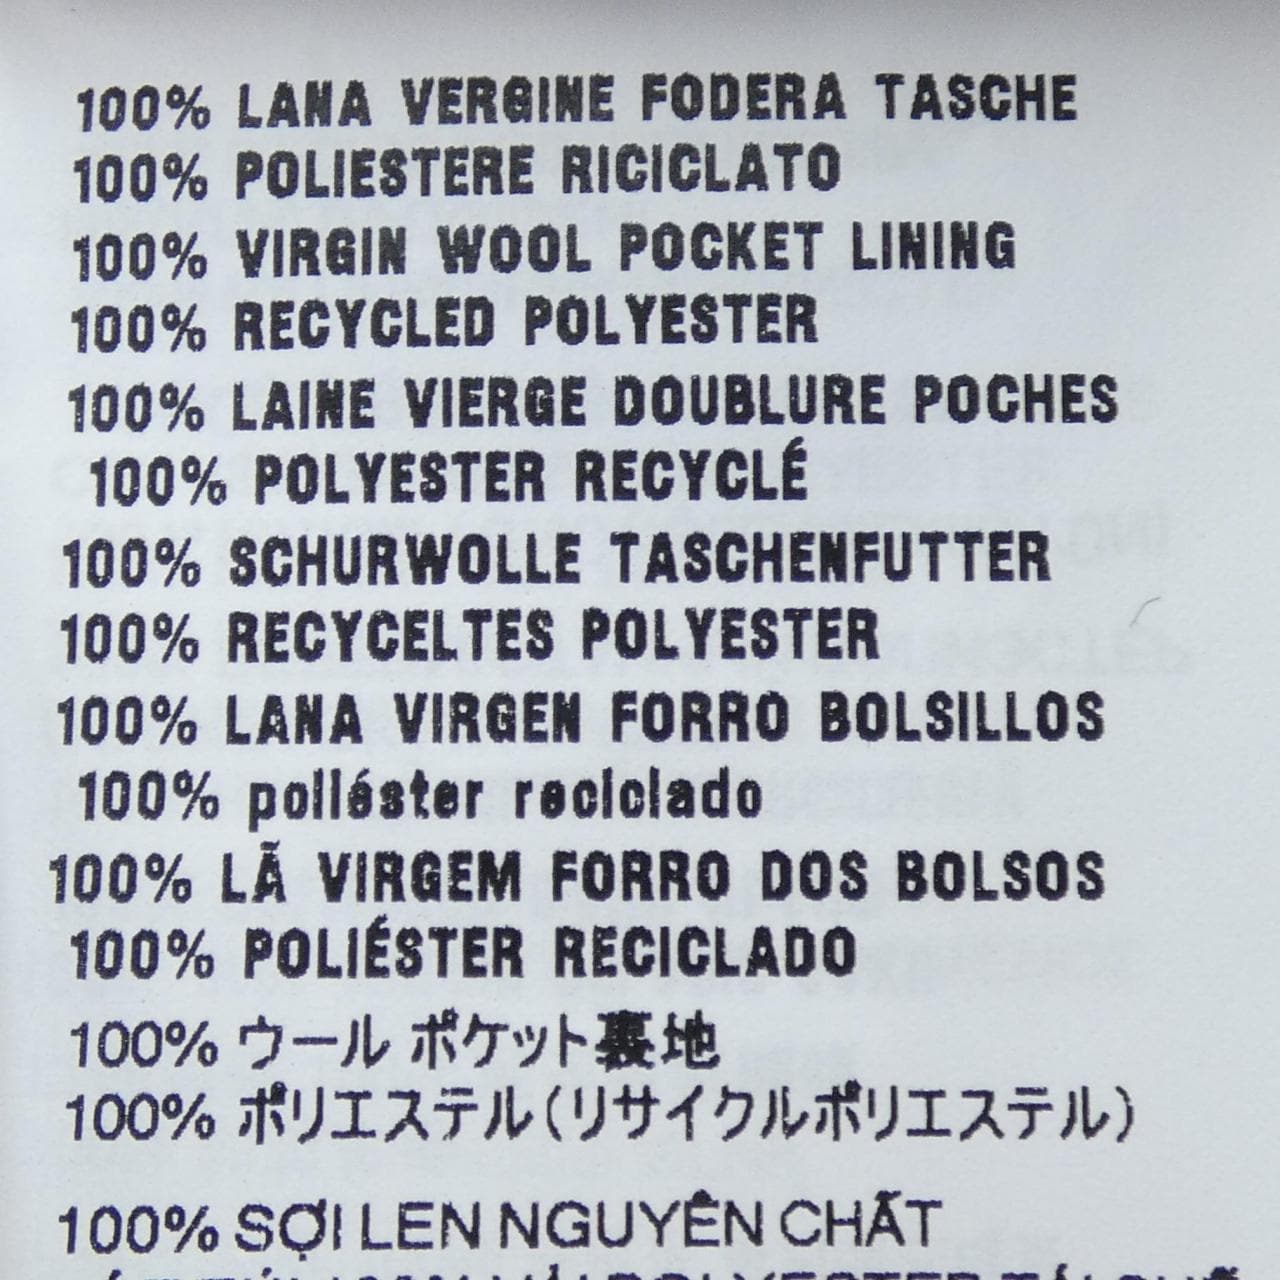 100% LANA VERGINE FODERA TASCHE
100% POLIESTERE RICICLATO
100% VIRGIN WOOL POCKET LINING
100% RECYCLED POLYESTER
100% LAINE VIERGE DOUBLURE POCHES
100% POLYESTER RECYCLÉ
100% SCHURWOLLE TASCHENFUTTER
100% RECYCELTES POLYESTER
100% LANA VIRGEN FORRO BOLSILLOS
100% poliéster reciclado
100% LÃ VIRGEM FORRO DOS BOLSOS
100% POLIÉSTER RECICLADO
100% ウール ポケット裏地
100% ポリエステル(リサイクルポリエステル)
100% SỢI LEN NGUYÊN CHẤT